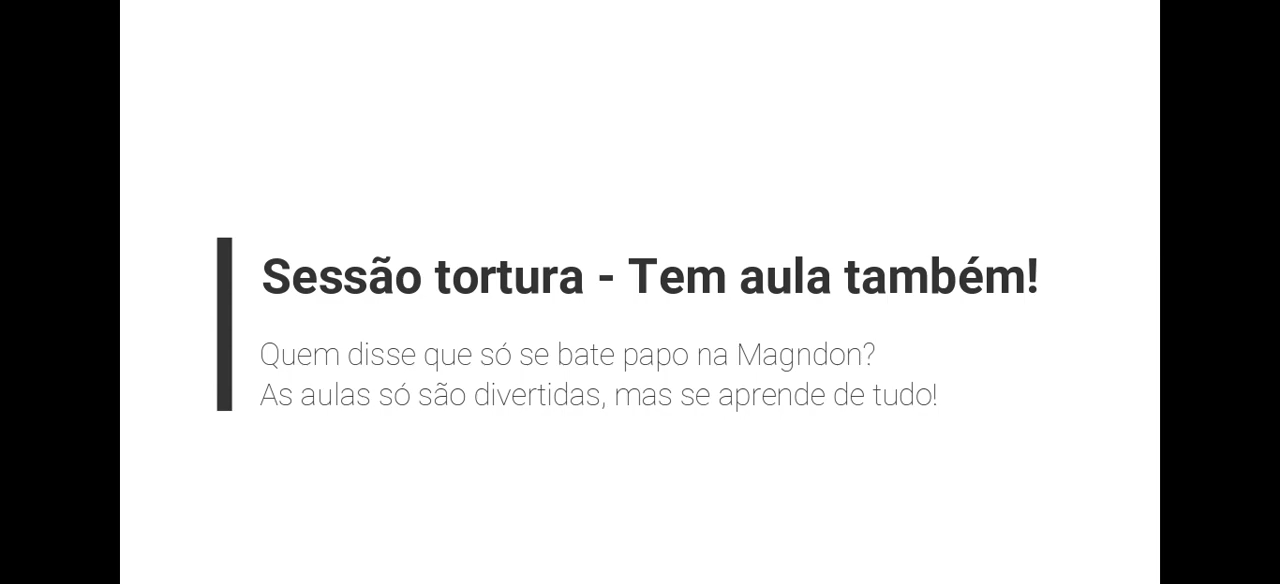 Sessão tortura - Tem aula também!
Quem disse que só se bate papo na Magndon?
As aulas só são divertidas, mas se aprende de tudo!